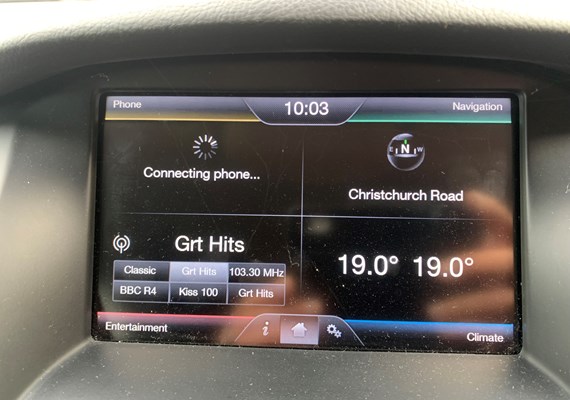 Phone
10:03
Navigation
Connecting phone...
E N W
Christchurch Road
Grt Hits
Classic Grt Hits 103.30 MHz
BBC R4 Kiss 100 Grt Hits
19.0° 19.0°
Entertainment
i
Climate